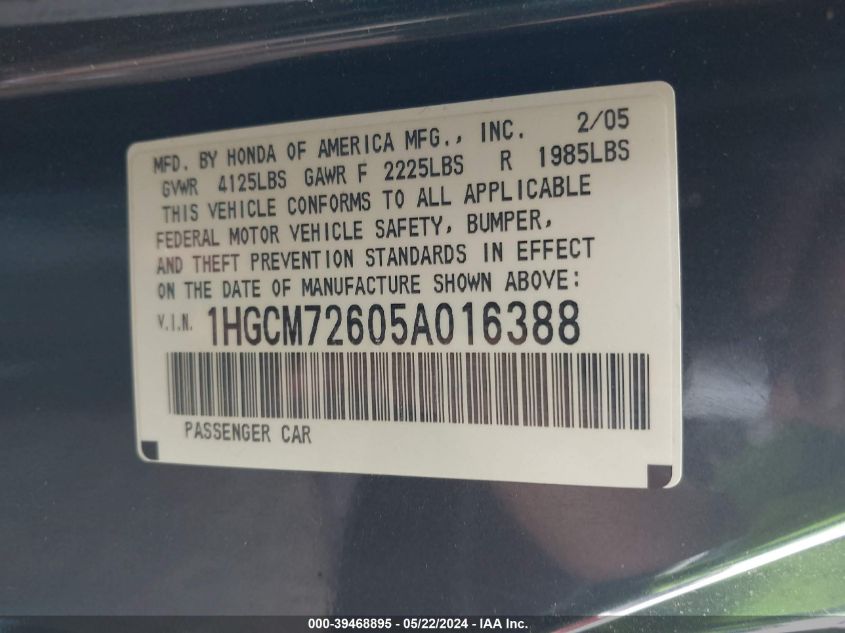 MFD. BY HONDA OF AMERICA MFG., INC. 2/05
GVWR 4125LBS GAWR F 2225LBS R 1985LBS
THIS VEHICLE CONFORMS TO ALL APPLICABLE
FEDERAL MOTOR VEHICLE SAFETY, BUMPER,
AND THEFT PREVENTION STANDARDS IN EFFECT
ON THE DATE OF MANUFACTURE SHOWN ABOVE:
V.I.N. 1HGCM72605A016388
PASSENGER CAR
000-39468895 - 05/22/2024 - IAA Inc.